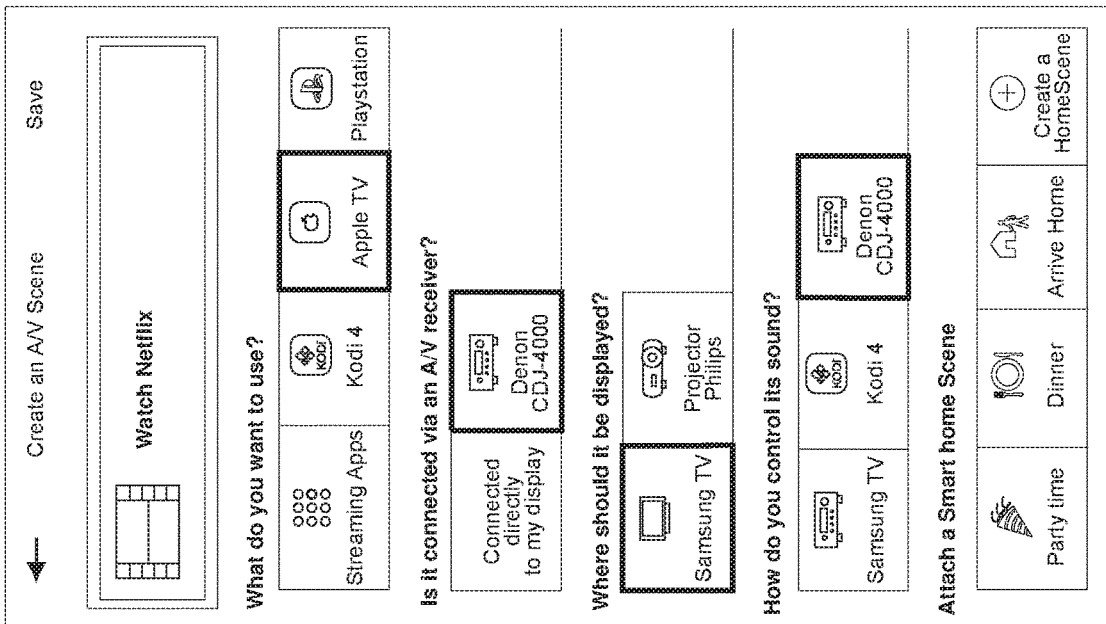 Create an A/V Scene
Save
Watch Netflix
What do you want to use?
Streaming Apps
KODI
Kodi 4
Apple TV
Playstation
Is it connected via an A/V receiver?
Connected
directly
to my display
Denon
CDJ-4000
Where should it be displayed?
Samsung TV
Projector
Philips
How do you control its sound?
Samsung TV
KODI
Kodi 4
Denon
CDJ-4000
Attach a Smart home Scene
Party time
Dinner
Arrive Home
Create a
HomeScene